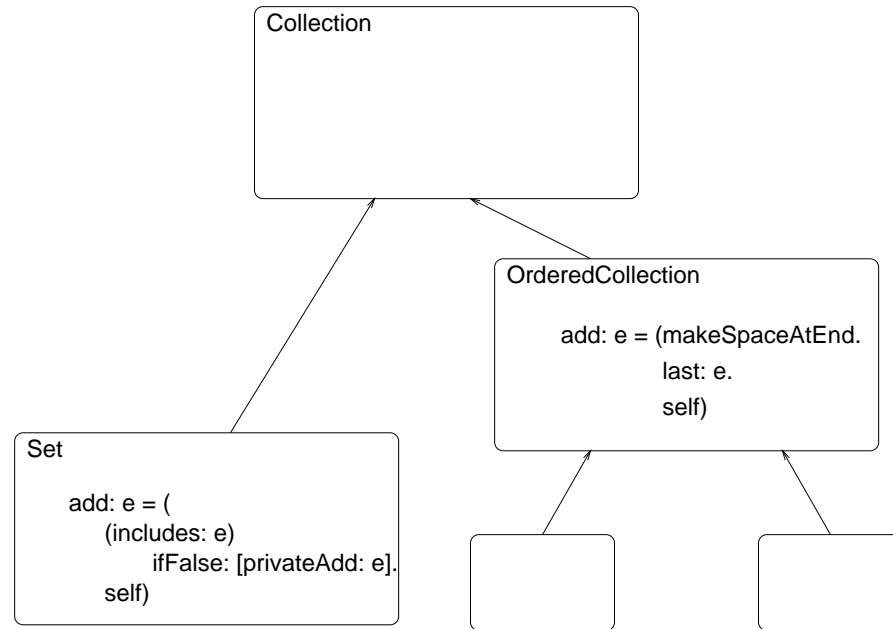 Collection
OrderedCollection
add: e = (makeSpaceAtEnd.
last: e.
self)
Set
add: e = (
(includes: e)
ifFalse: [privateAdd: e].
self)